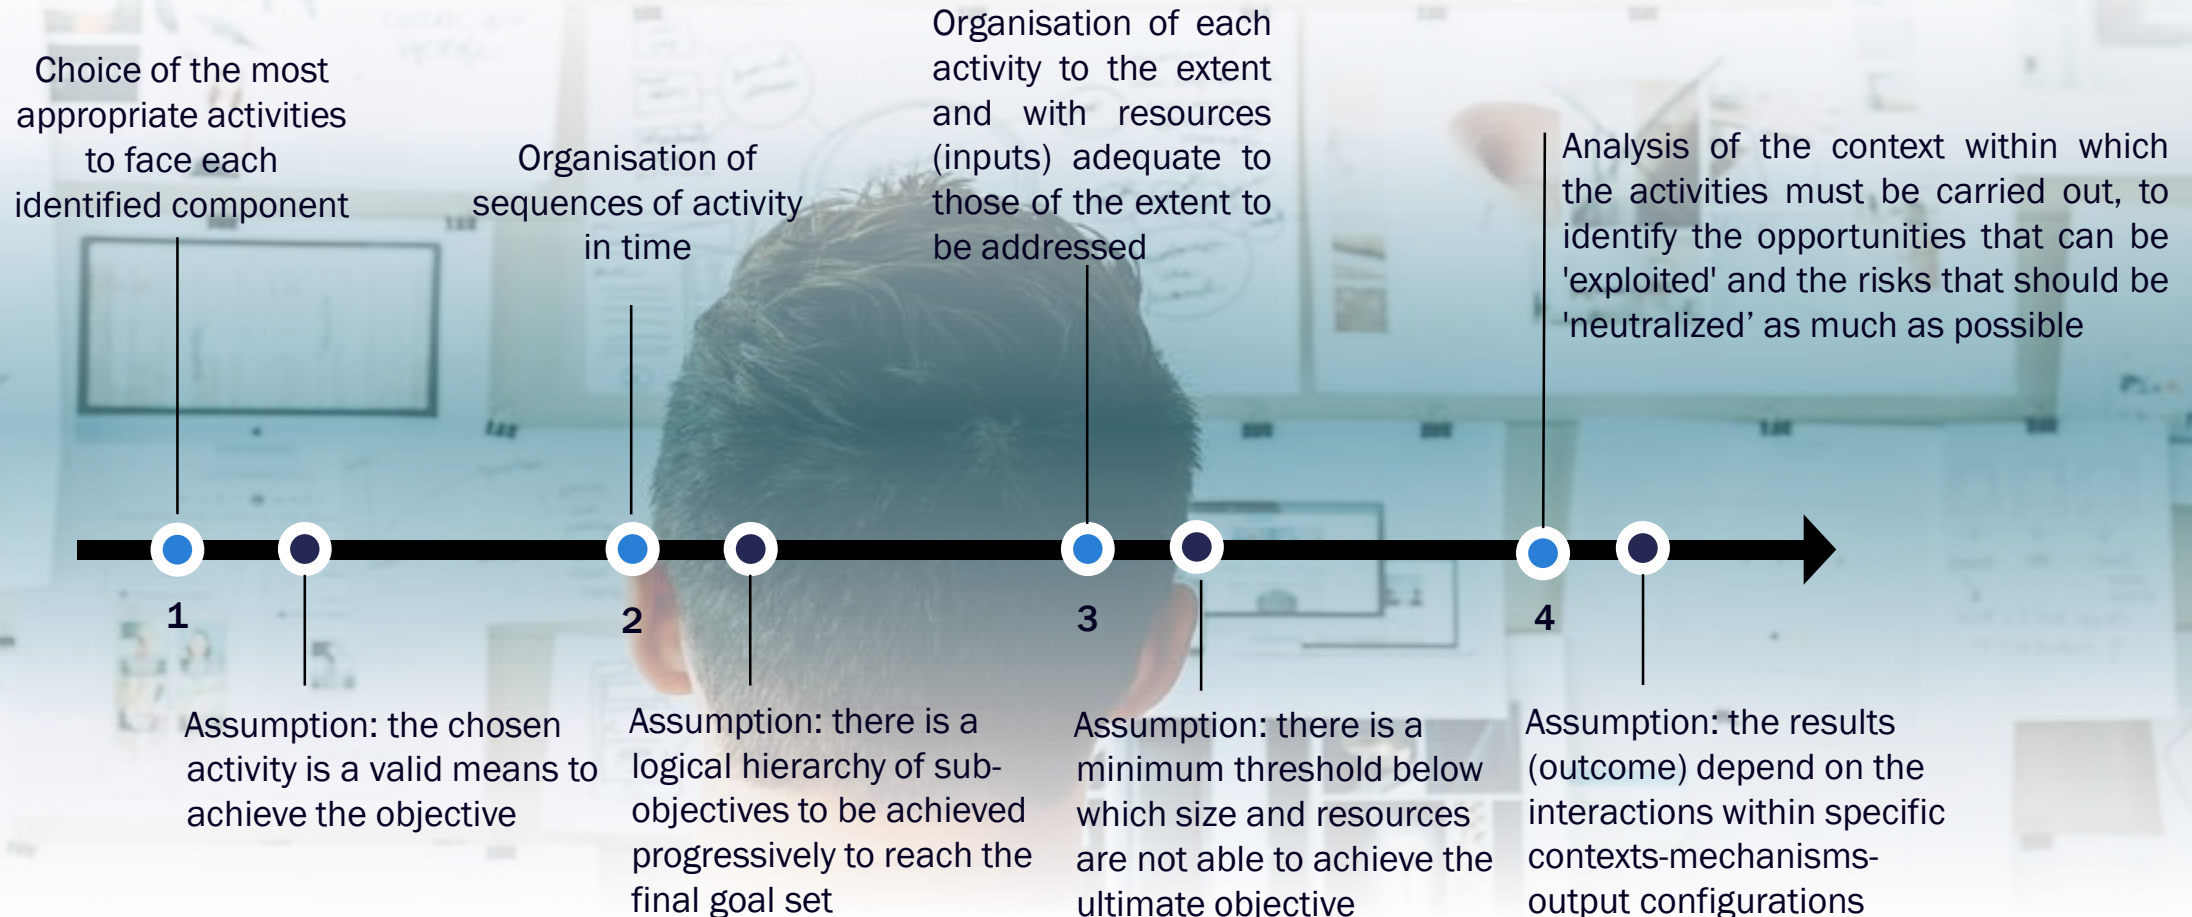 Choice of the most
appropriate activities
to face each
identified component
Organisation of
sequences of activity
in time
Organisation of each
activity to the extent
and with resources
(inputs) adequate to
those of the extent to
be addressed
Analysis of the context within which
the activities must be carried out, to
identify the opportunities that can be
'exploited' and the risks that should be
'neutralized’ as much as possible
1
2
3
4
Assumption: the chosen
activity is a valid means to
achieve the objective
Assumption: there is a
logical hierarchy of sub-
objectives to be achieved
progressively to reach the
final goal set
Assumption: there is a
minimum threshold below
which size and resources
are not able to achieve the
ultimate objective
Assumption: the results
(outcome) depend on the
interactions within specific
contexts-mechanisms-
output configurations